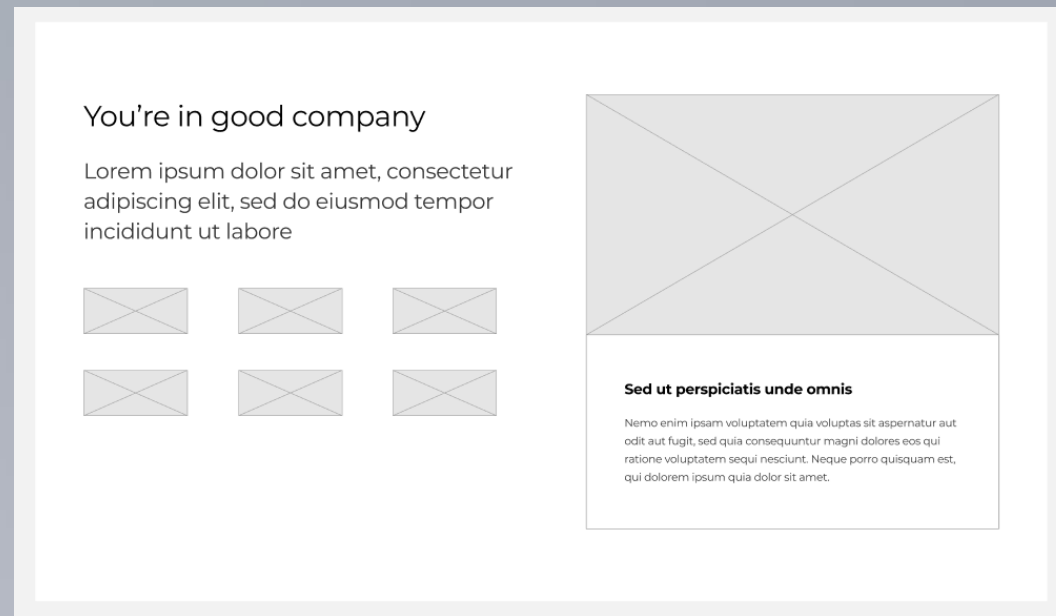 You’re in good company
Lorem ipsum dolor sit amet, consectetur
adipiscing elit, sed do eiusmod tempor
incididunt ut labore
Sed ut perspiciatis unde omnis
Nemo enim ipsam voluptatem quia voluptas sit aspernatur aut
odit aut fugit, sed quia consequuntur magni dolores eos qui
ratione voluptatem sequi nesciunt. Neque porro quisquam est,
qui dolorem ipsum quia dolor sit amet.